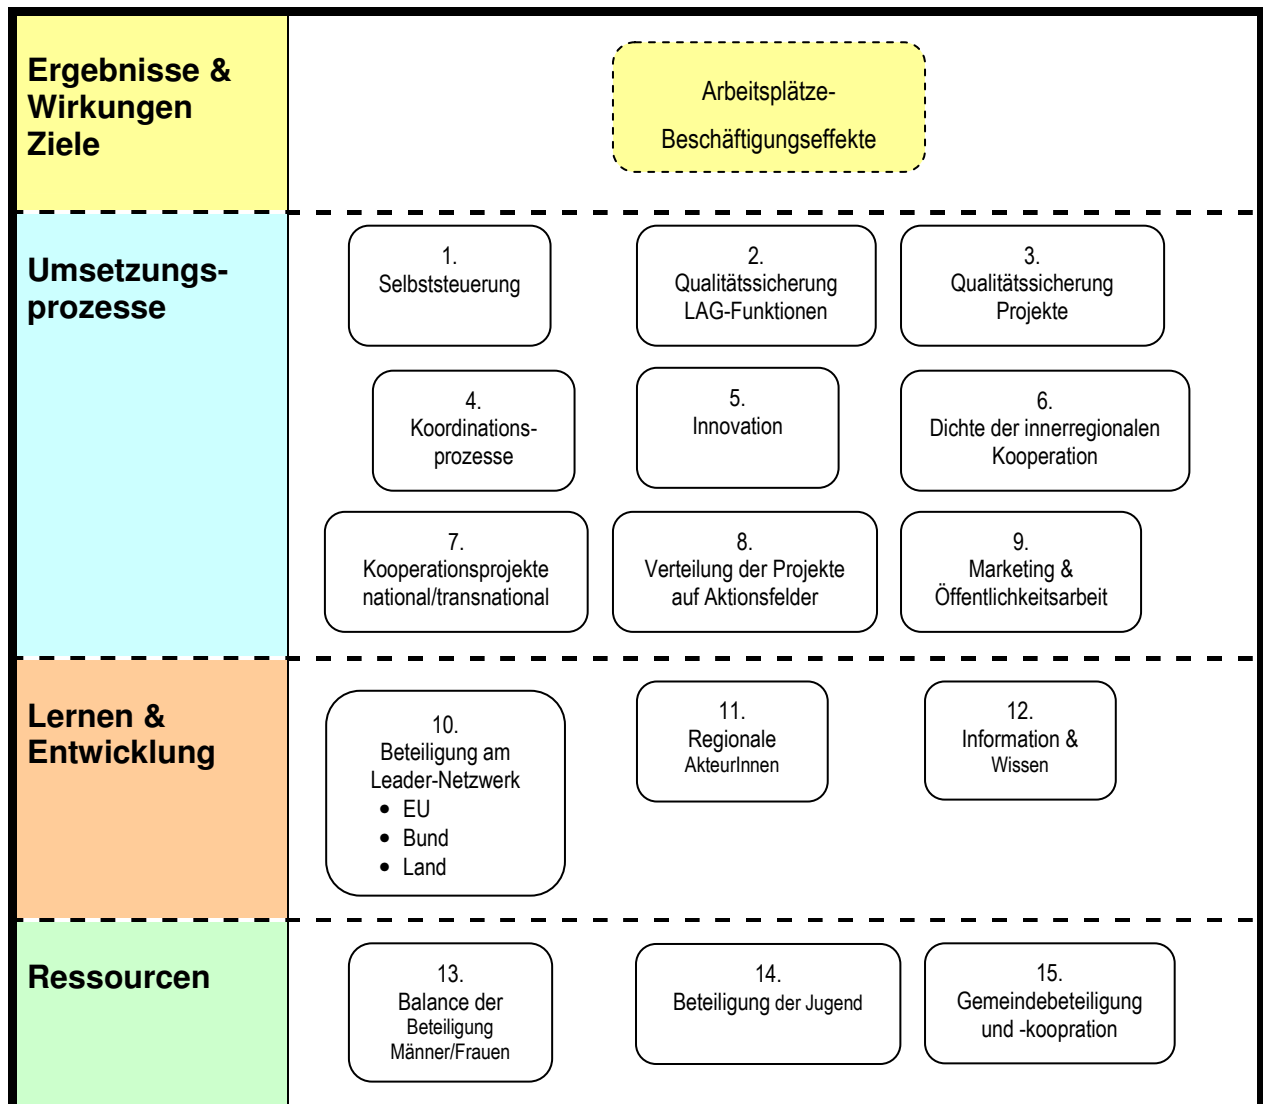 Ergebnisse &
Wirkungen
Ziele
Arbeitsplätze-
Beschäftigungseffekte
Umsetzungs-
prozesse
1.
Selbststeuerung
2.
Qualitätssicherung
LAG-Funktionen
3.
Qualitätssicherung
Projekte
4.
Koordinations-
prozesse
5.
Innovation
6.
Dichte der innerregionalen
Kooperation
7.
Kooperationsprojekte
national/transnational
8.
Verteilung der Projekte
auf Aktionsfelder
9.
Marketing &
Öffentlichkeitsarbeit
Lernen &
Entwicklung
10.
Beteiligung am
Leader-Netzwerk
• EU
• Bund
• Land
11.
Regionale
AkteurInnen
12.
Information &
Wissen
Ressourcen
13.
Balance der
Beteiligung
Männer/Frauen
14.
Beteiligung der Jugend
15.
Gemeindebeteiligung
und -koopration